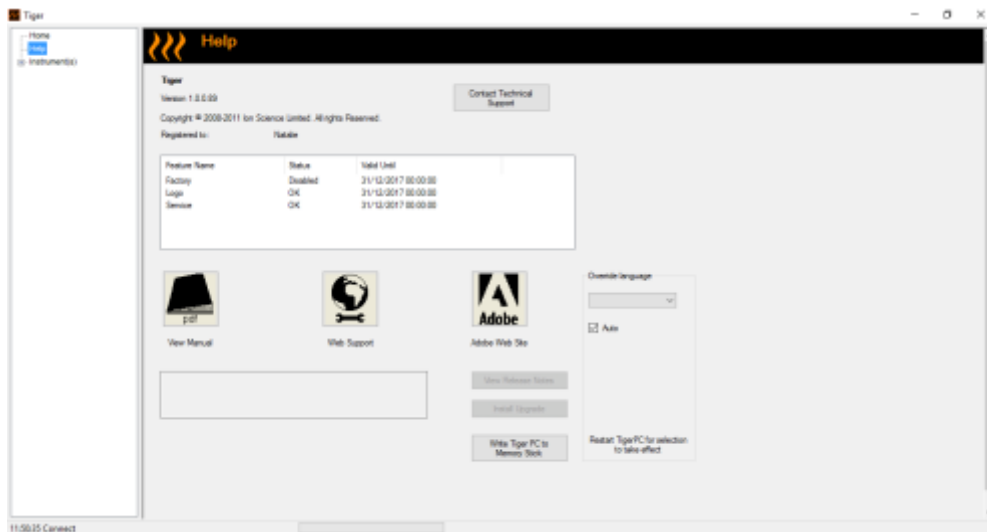 Tiger
Home
Help
Instrument(s)
Help
Tiger
Version 1.0.0.89
Contact Technical
Support
Copyright © 2008-2011 Ion Science Limited. All rights Reserved.
Registered to: Natalie
Feature Name Status Valid Until
Factory Disabled 31/12/2017 00:00:00
Logo OK 31/12/2017 00:00:00
Service OK 31/12/2017 00:00:00
pdf
View Manual
Web Support
Adobe
Adobe Web Site
Override language
Auto
View Release Notes
Install Upgrade
Write Tiger PC to
Memory Stick
Restart TigerPC for selection
to take effect
11:50:35 Connect